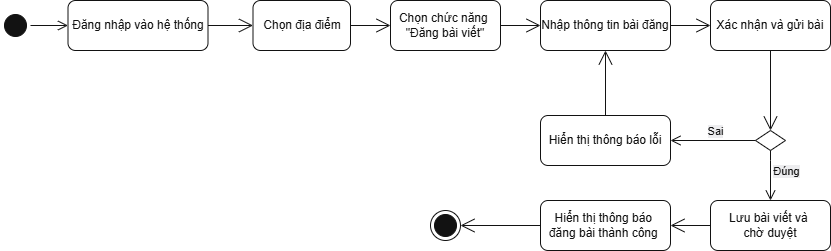 Đăng nhập vào hệ thống
Chọn địa điểm
Chọn chức năng
"Đăng bài viết"
Nhập thông tin bài đăng
Xác nhận và gửi bài
Hiển thị thông báo lỗi
Sai
Đúng
Hiển thị thông báo
đăng bài thành công
Lưu bài viết và
chờ duyệt